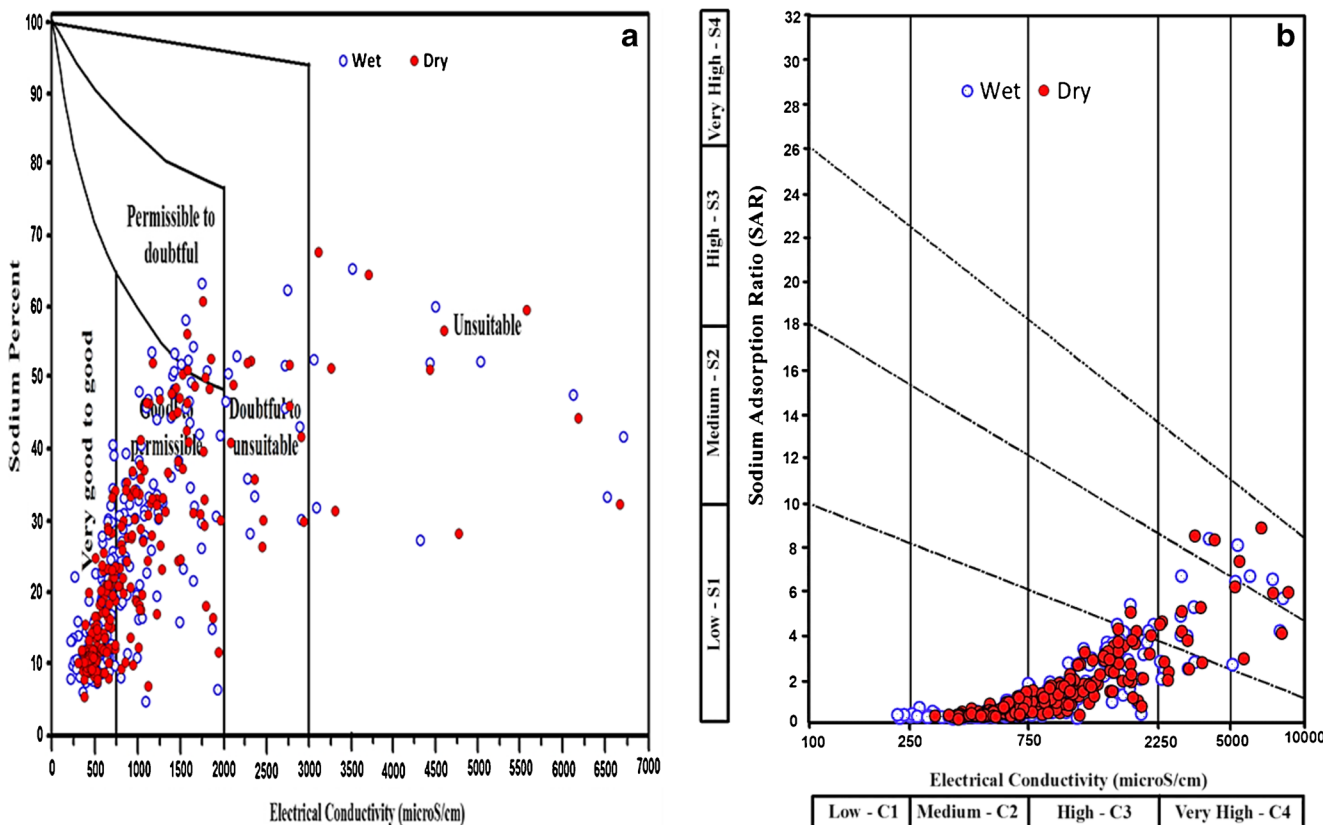 a
Wet Dry
100
90
80
70
60
50
40
30
20
10
0
Sodium Percent
Permissible to
doubtful
Unsuitable
Very good to good
Good to
permissible
Doubtful to
unsuitable
0 500 1000 1500 2000 2500 3000 3500 4000 4500 5000 5500 6000 6500 7000
Electrical Conductivity (microS/cm)
b
Wet Dry
Very High - S4
High - S3
Medium - S2
Low - S1
Sodium Adsorption Ratio (SAR)
32
30
28
26
24
22
20
18
16
14
12
10
8
6
4
2
0
100 250 750 2250 5000 10000
Electrical Conductivity (microS/cm)
Low - C1 Medium - C2 High - C3 Very High - C4